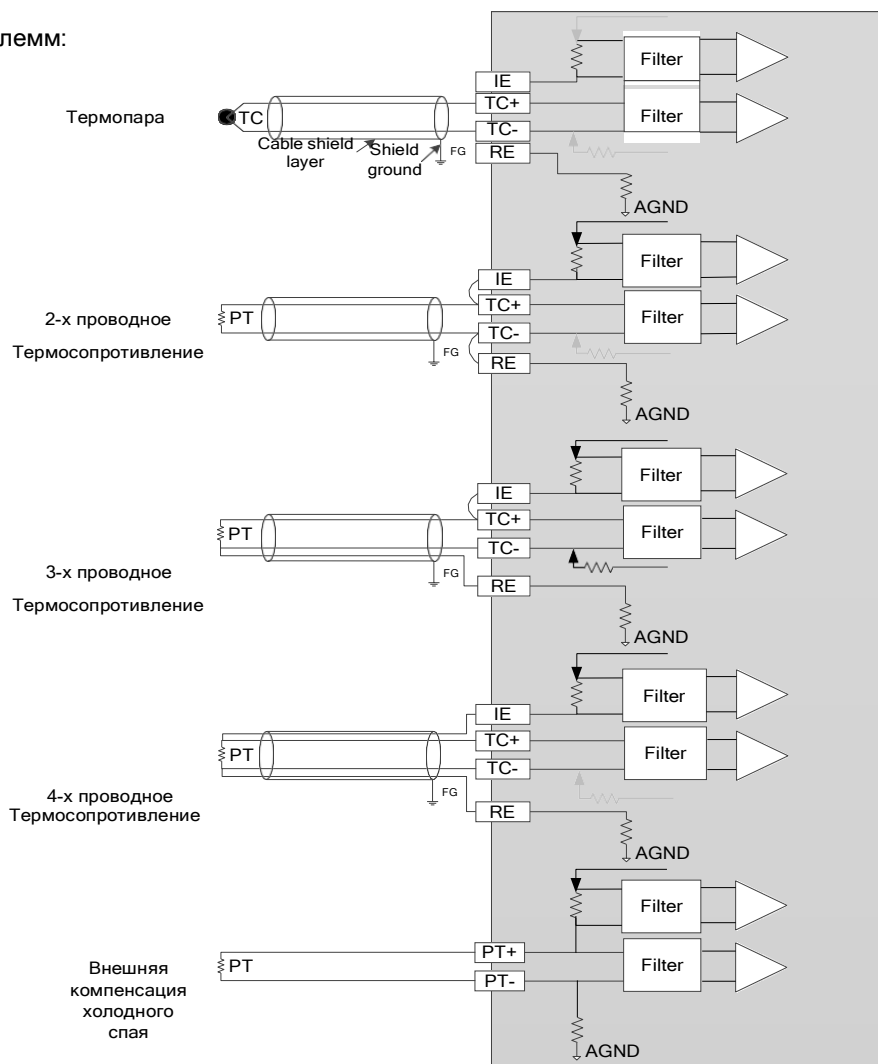 лемм:
Термопара
TC
Cable shield
layer
Shield
ground
FG
IE
TC+
TC-
RE
Filter
Filter
AGND
2-х проводное
Термосопротивление
PT
FG
IE
TC+
TC-
RE
Filter
Filter
AGND
3-х проводное
Термосопротивление
PT
FG
IE
TC+
TC-
RE
Filter
Filter
AGND
4-х проводное
Термосопротивление
PT
FG
IE
TC+
TC-
RE
Filter
Filter
AGND
Внешняя
компенсация
холодного
спая
PT
PT+
PT-
Filter
Filter
AGND